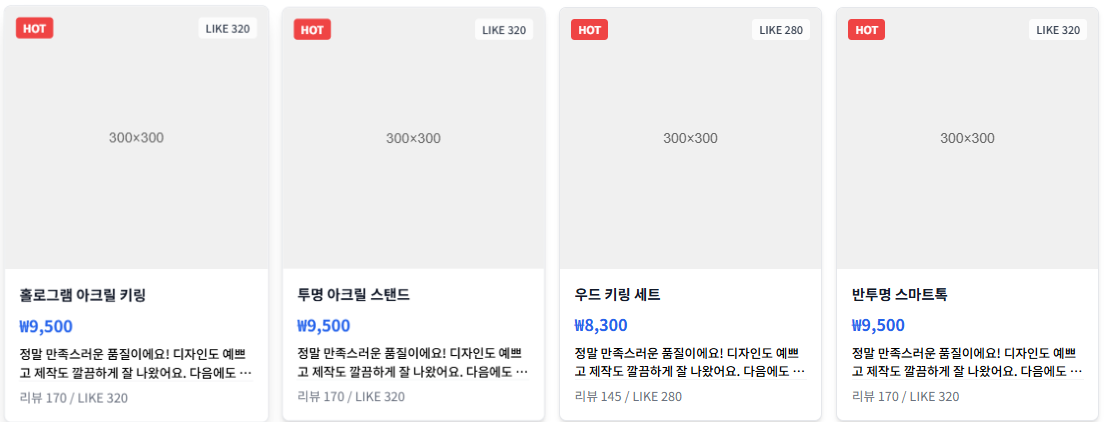 HOT
LIKE 320
300×300
홀로그램 아크릴 키링
₩9,500
정말 만족스러운 품질이에요! 디자인도 예쁘
고 제작도 깔끔하게 잘 나왔어요. 다음에도 …
리뷰 170 / LIKE 320
HOT
LIKE 320
300×300
투명 아크릴 스탠드
₩9,500
정말 만족스러운 품질이에요! 디자인도 예쁘
고 제작도 깔끔하게 잘 나왔어요. 다음에도 …
리뷰 170 / LIKE 320
HOT
LIKE 280
300×300
우드 키링 세트
₩8,300
정말 만족스러운 품질이에요! 디자인도 예쁘
고 제작도 깔끔하게 잘 나왔어요. 다음에도 …
리뷰 145 / LIKE 280
HOT
LIKE 320
300×300
반투명 스마트톡
₩9,500
정말 만족스러운 품질이에요! 디자인도 예쁘
고 제작도 깔끔하게 잘 나왔어요. 다음에도 …
리뷰 170 / LIKE 320